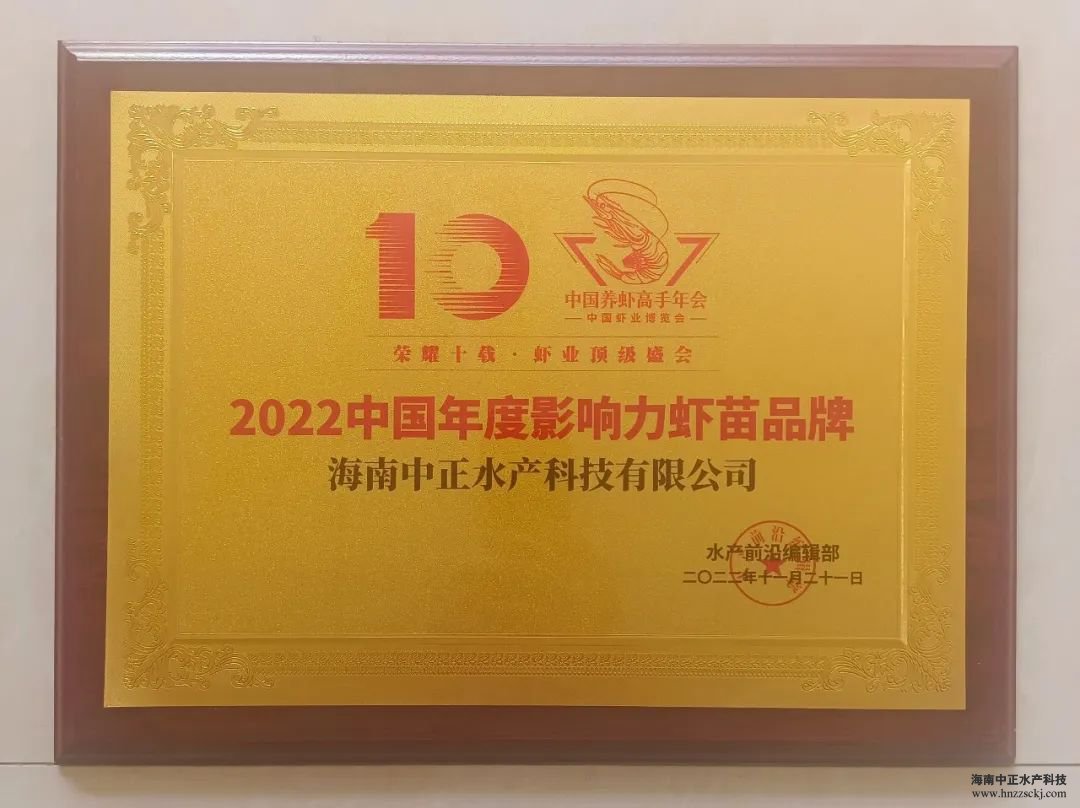 10
中国养虾高手年会
中国虾业博览会
荣耀十载·虾业顶级盛会
2022中国年度影响力虾苗品牌
海南中正水产科技有限公司
水产前沿编辑部
二〇二二年十一月二十一日
海南中正水产科技
www.hnzzsckj.com